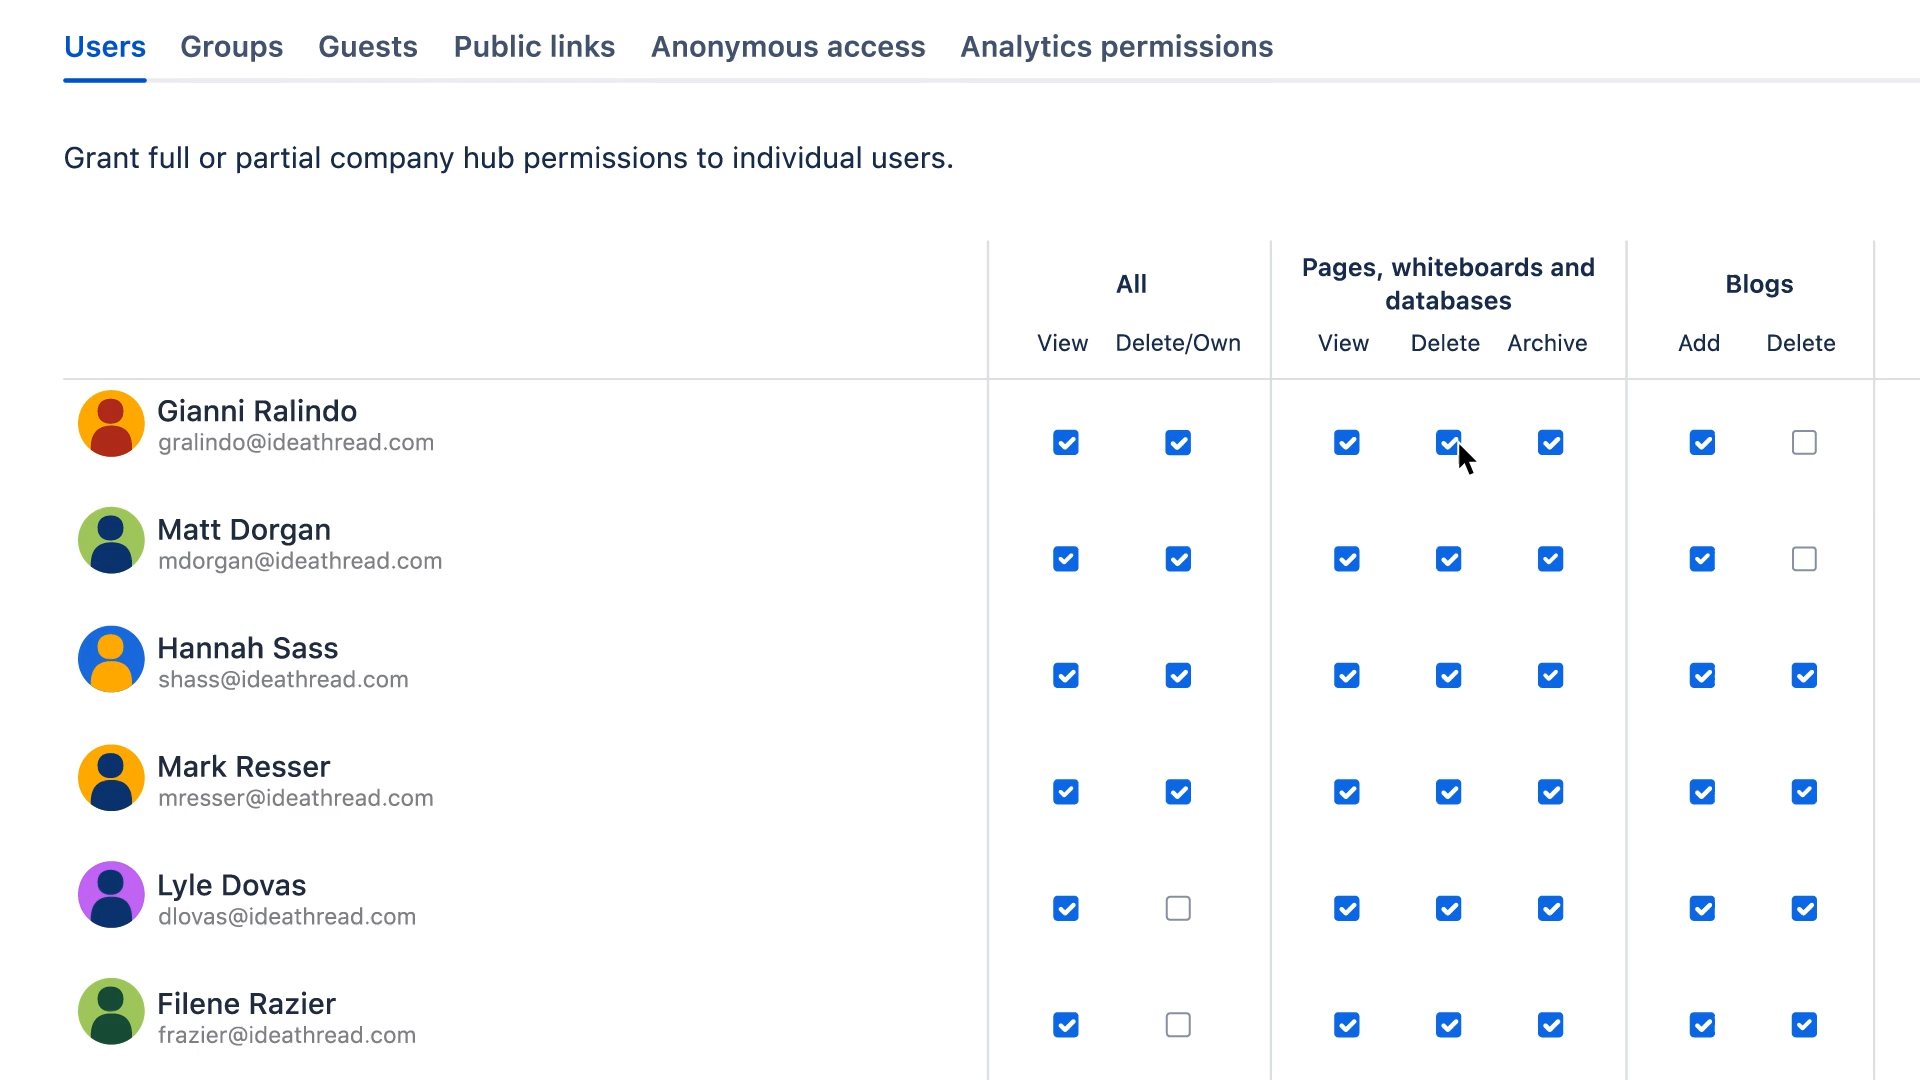 Users Groups Guests Public links Anonymous access Analytics permissions
Grant full or partial company hub permissions to individual users.
All
Pages, whiteboards and
databases
Blogs
View Delete/Own View Delete Archive Add Delete
Gianni Ralindo
gralindo@ideathread.com
Matt Dorgan
mdorgan@ideathread.com
Hannah Sass
shass@ideathread.com
Mark Resser
mresser@ideathread.com
Lyle Dovas
dlovas@ideathread.com
Filene Razier
frazier@ideathread.com